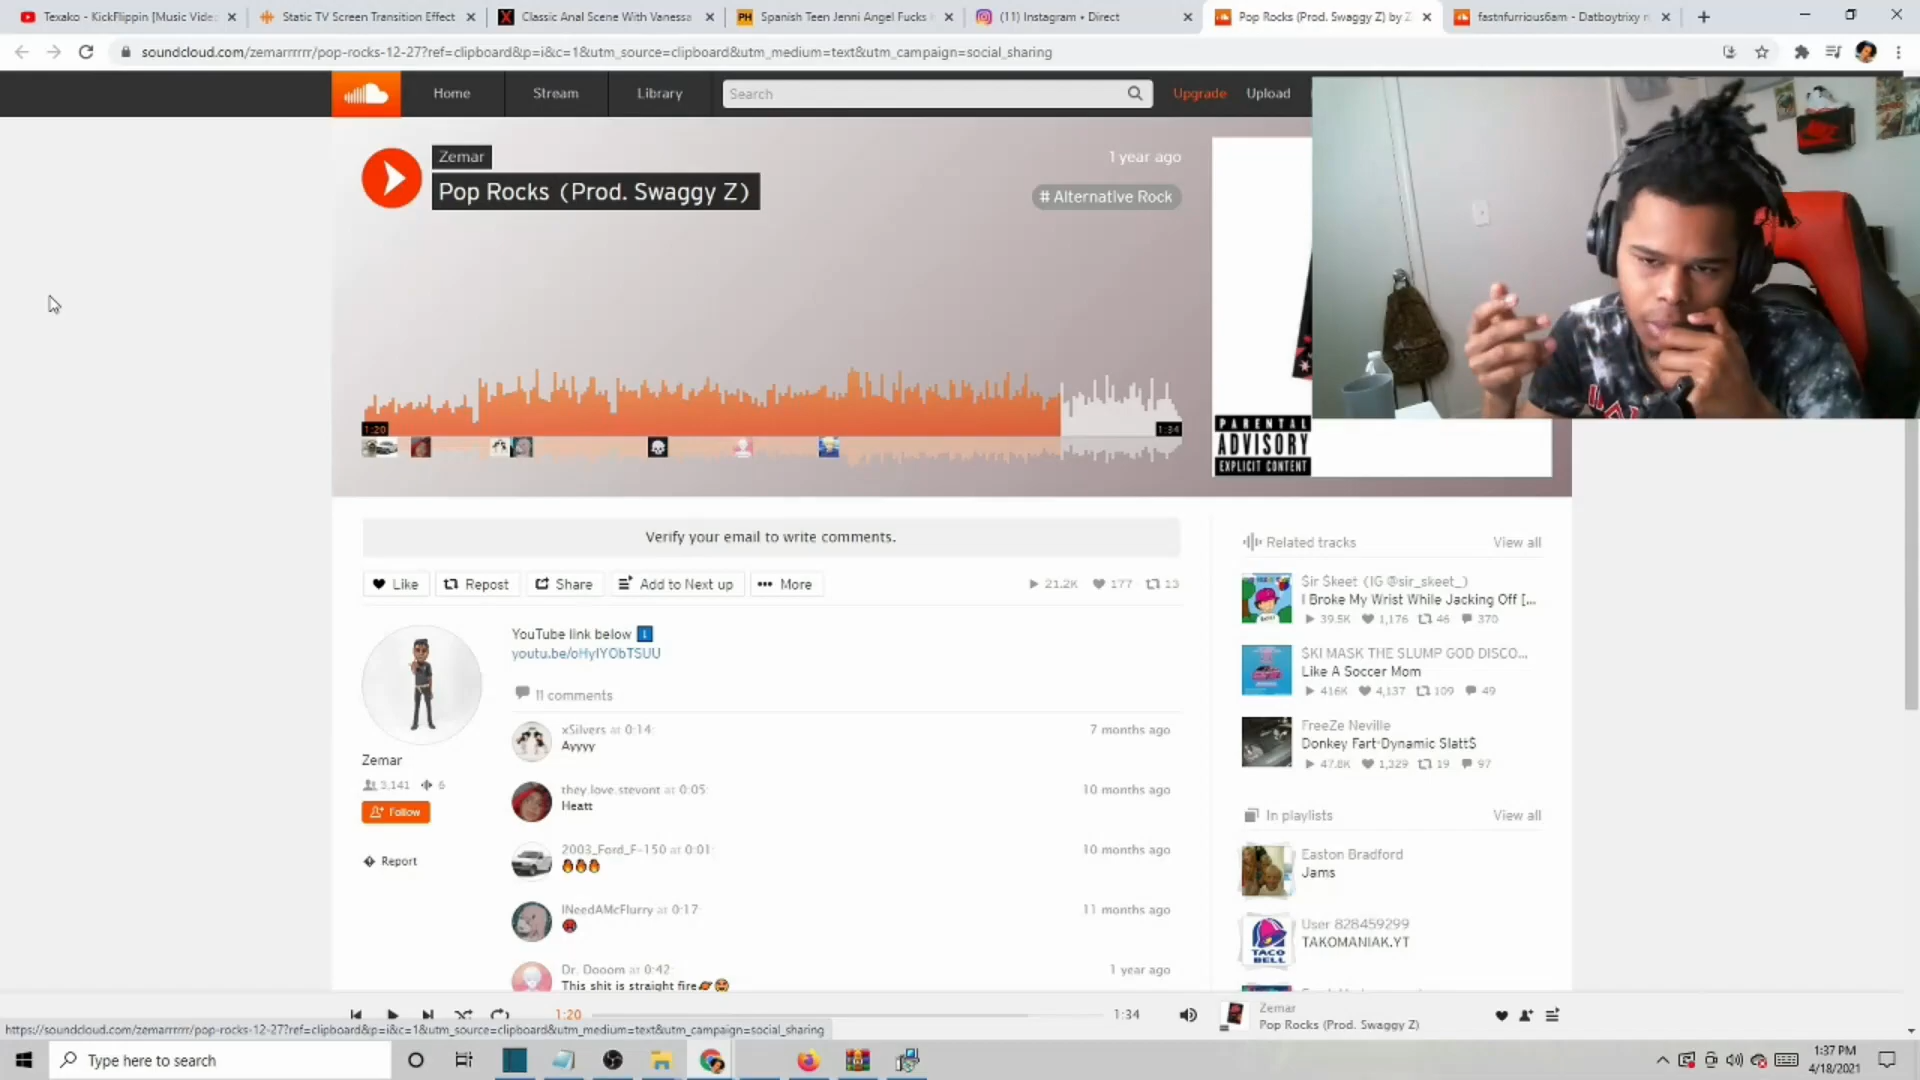 Texako - KickFlippin [Music Vide
Static TV Screen Transition Effect
Classic Anal Scene With Vanessa
PH
Spanish Teen Jenni Angel Fucks
(11) Instagram • Direct
Pop Rocks (Prod. Swaggy Z) by Z
fastnfurrious6am - Datboytrixy
soundcloud.com/zemarrrrrr/pop-rocks-12-27?ref=clipboard&p=i&c=1&utm_source=clipboard&utm_medium=text&utm_campaign=social_sharing
Home
Stream
Library
Search
Upgrade
Upload
Zemar
1 year ago
Pop Rocks (Prod. Swaggy Z)
# Alternative Rock
1:20
1:34
PARENTAL
ADVISORY
EXPLICIT CONTENT
Verify your email to write comments.
Related tracks
View all
Like
Repost
Share
Add to Next up
More
21.2K
177
13
$ir $keet (IG @sir_skeet_)
I Broke My Wrist While Jacking Off [...
39.5K 1,176 46 370
YouTube link below
youtu.be/oHyIYObTSUU
$KI MASK THE SLUMP GOD DISCO...
Like A Soccer Mom
416K 4,137 109 49
11 comments
xSilvers at 0:14:
7 months ago
Ayyyy
FreeZe Neville
Donkey Fart-Dynamic $latt$
47.8K 1,329 19 97
Zemar
3,141 6
Follow
they.love.stevont at 0:05:
10 months ago
Heatt
In playlists
View all
2003_Ford_F-150 at 0:01:
10 months ago
🔥🔥🔥
Easton Bradford
Jams
Report
INeedAMcFlurry at 0:17:
11 months ago
User 828459299
TAKOMANIAK.YT
TACO
BELL
Dr. Dooom at 0:42:
1 year ago
This shit is straight fire
1:20
1:34
Zemar
Pop Rocks (Prod. Swaggy Z)
https://soundcloud.com/zemarrrrrr/pop-rocks-12-27?ref=clipboard&p=i&c=1&utm_source=clipboard&utm_medium=text&utm_campaign=social_sharing
Type here to search
1:37 PM
4/18/2021